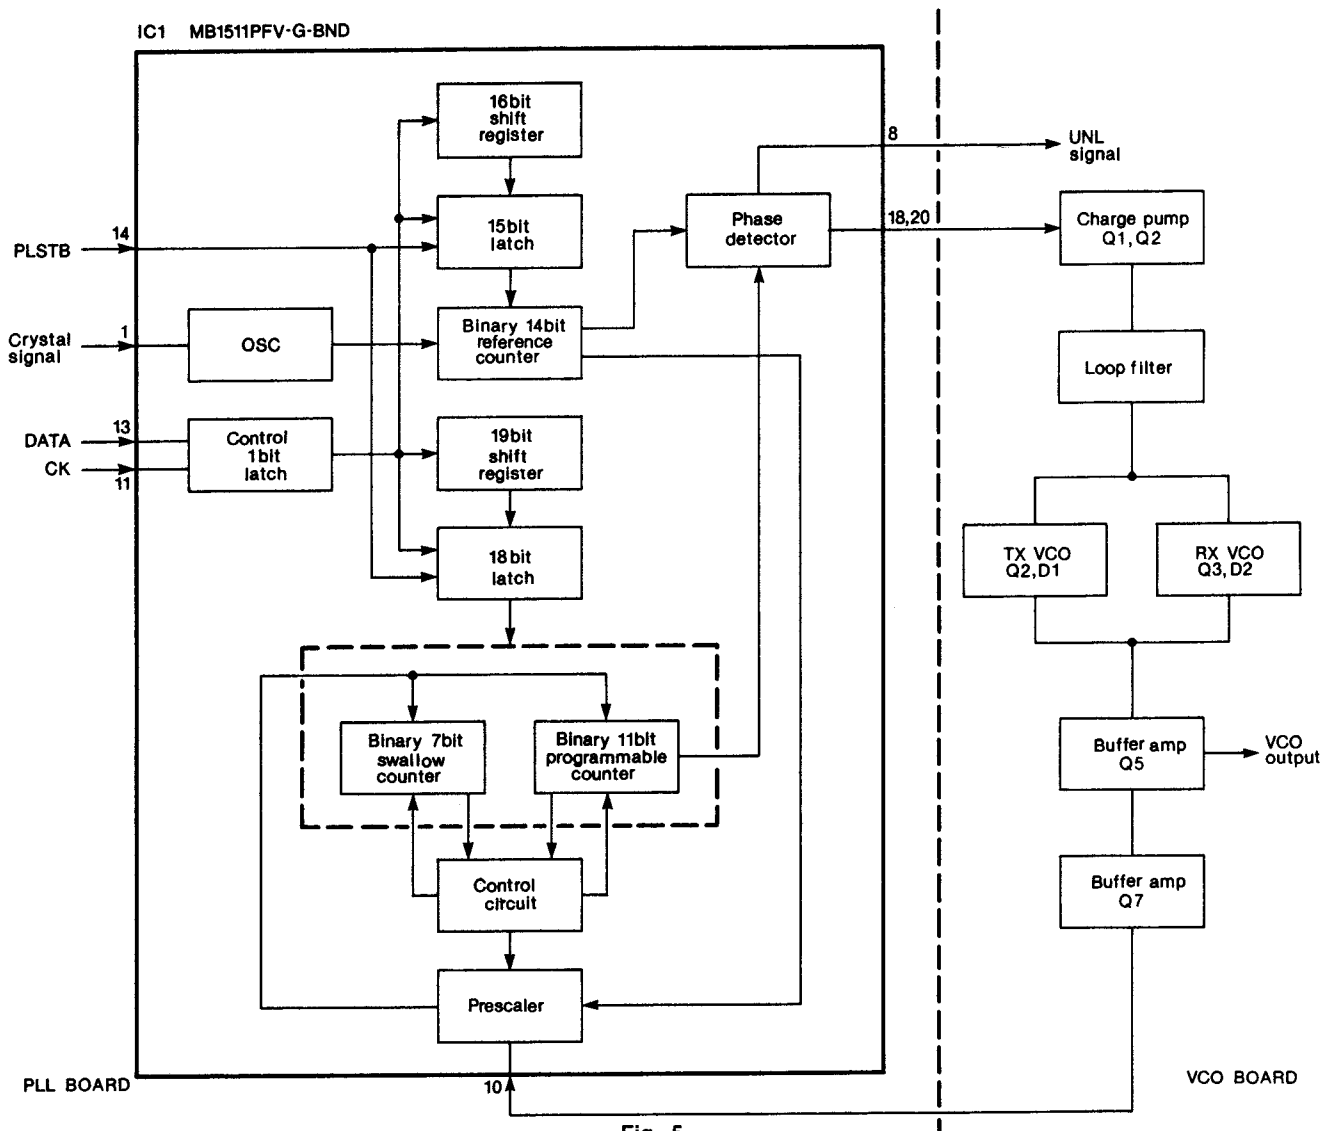 IC1 MB1511PFV-G-BND
16bit
shift
register
8
UNL
signal
15bit
latch
Phase
detector
18,20
Charge pump
Q1,Q2
14
PLSTB
Crystal
signal
1
OSC
Binary 14bit
reference
counter
Loop filter
DATA
13
CK
11
Control
1bit
latch
19bit
shift
register
18bit
latch
TX VCO
Q2,D1
RX VCO
Q3,D2
Binary 7bit
swallow
counter
Binary 11bit
programmable
counter
Buffer amp
Q5
VCO
output
Control
circuit
Buffer amp
Q7
Prescaler
PLL BOARD
10
VCO BOARD
Fig. 5